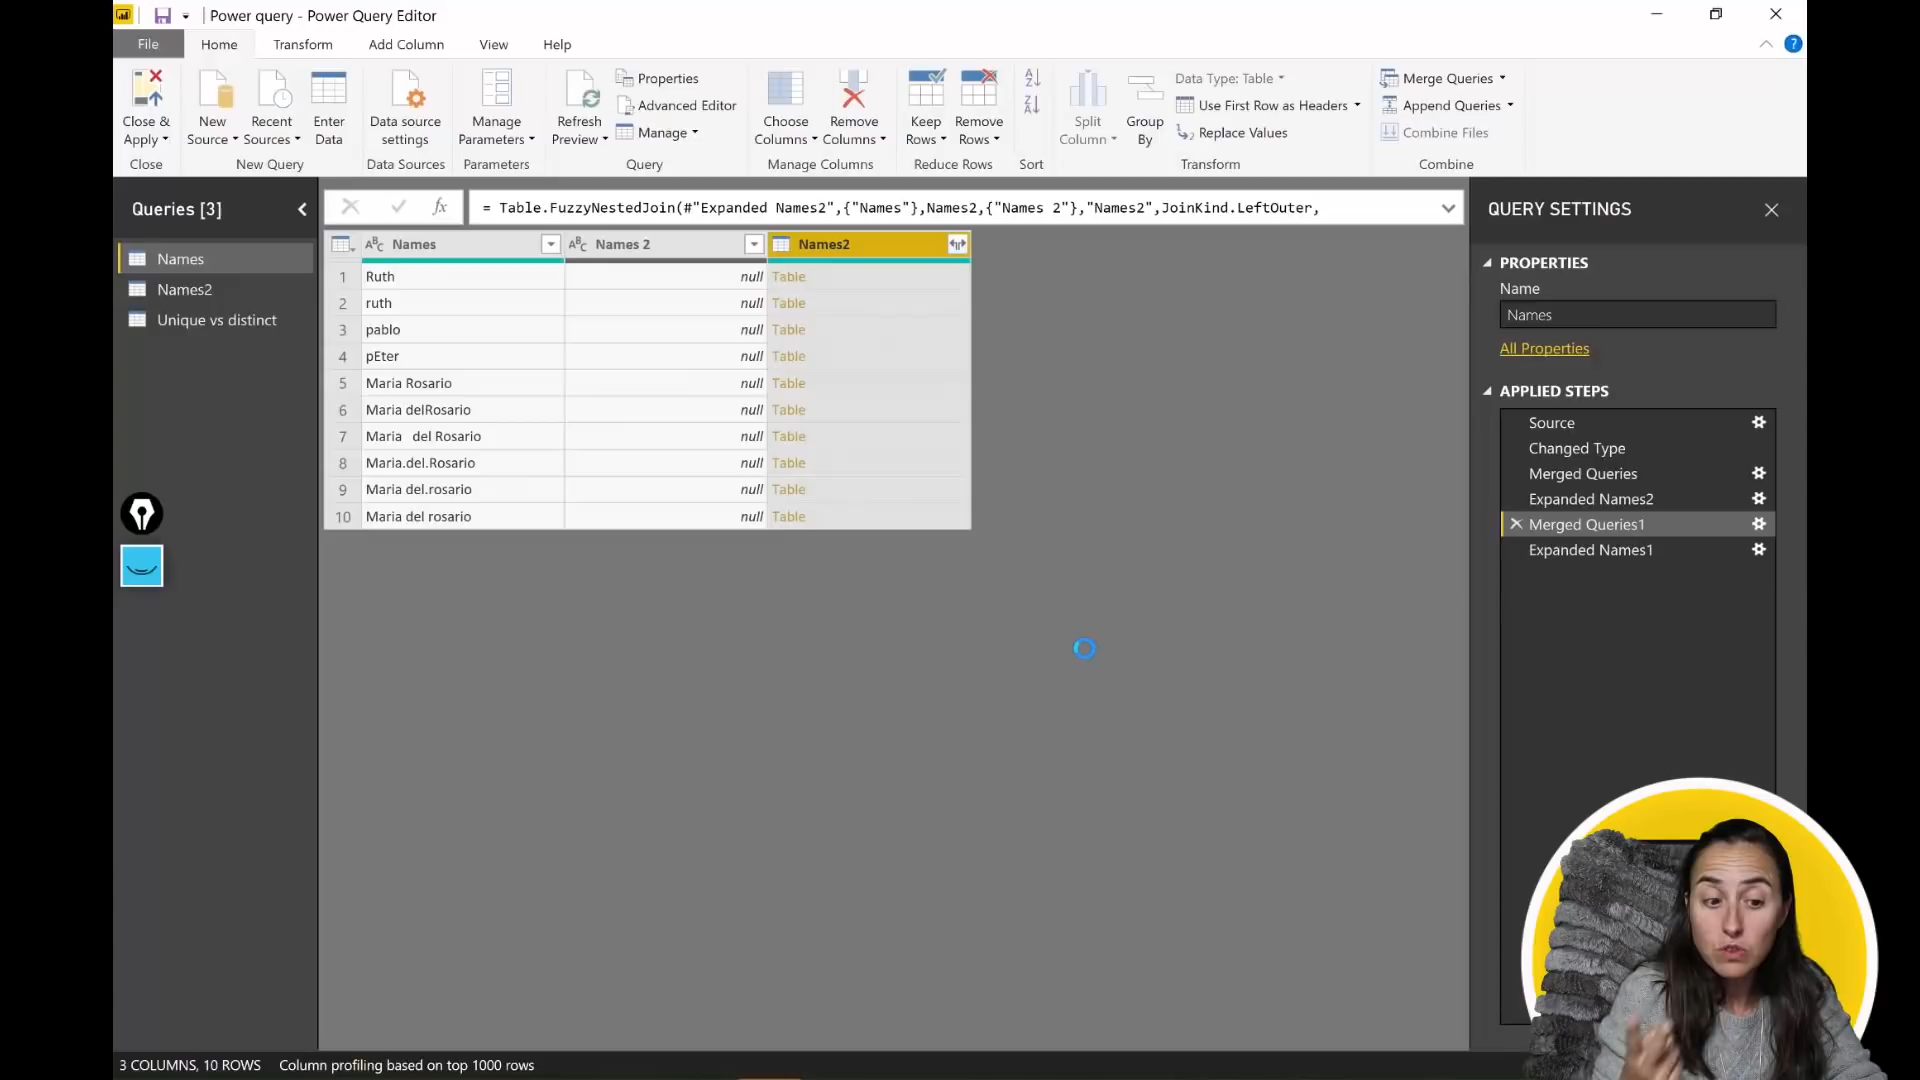 Power query - Power Query Editor
File Home Transform Add Column View Help
Close & Apply
New Source
Recent Sources
Enter Data
Data source settings
Manage Parameters
Refresh Preview
Properties
Advanced Editor
Manage
Choose Columns
Remove Columns
Keep Rows
Remove Rows
Split Column
Group By
Data Type: Table
Use First Row as Headers
Replace Values
Merge Queries
Append Queries
Combine Files
Close New Query Data Sources Parameters Query Manage Columns Reduce Rows Sort Transform Combine
Queries [3]
Names
Names2
Unique vs distinct
fx = Table.FuzzyNestedJoin(#"Expanded Names2",{"Names"},Names2,{"Names 2"},"Names2",JoinKind.LeftOuter,
ABC Names ABC Names 2 Names2
1 Ruth null Table
2 ruth null Table
3 pablo null Table
4 pEter null Table
5 Maria Rosario null Table
6 Maria delRosario null Table
7 Maria   del Rosario null Table
8 Maria.del.Rosario null Table
9 Maria del.rosario null Table
10 Maria del rosario null Table
QUERY SETTINGS
PROPERTIES
Name
Names
All Properties
APPLIED STEPS
Source
Changed Type
Merged Queries
Expanded Names2
Merged Queries1
Expanded Names1
3 COLUMNS, 10 ROWS Column profiling based on top 1000 rows